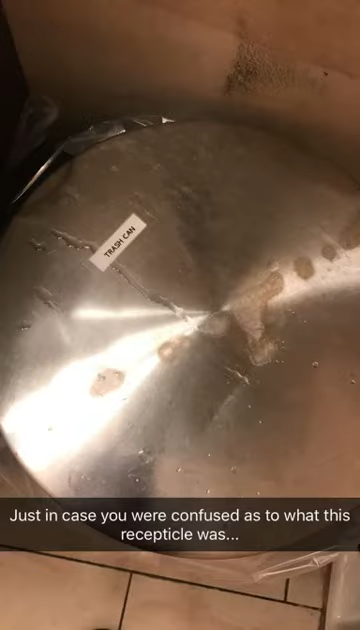 TRASH CAN
Just in case you were confused as to what this
recepticle was...